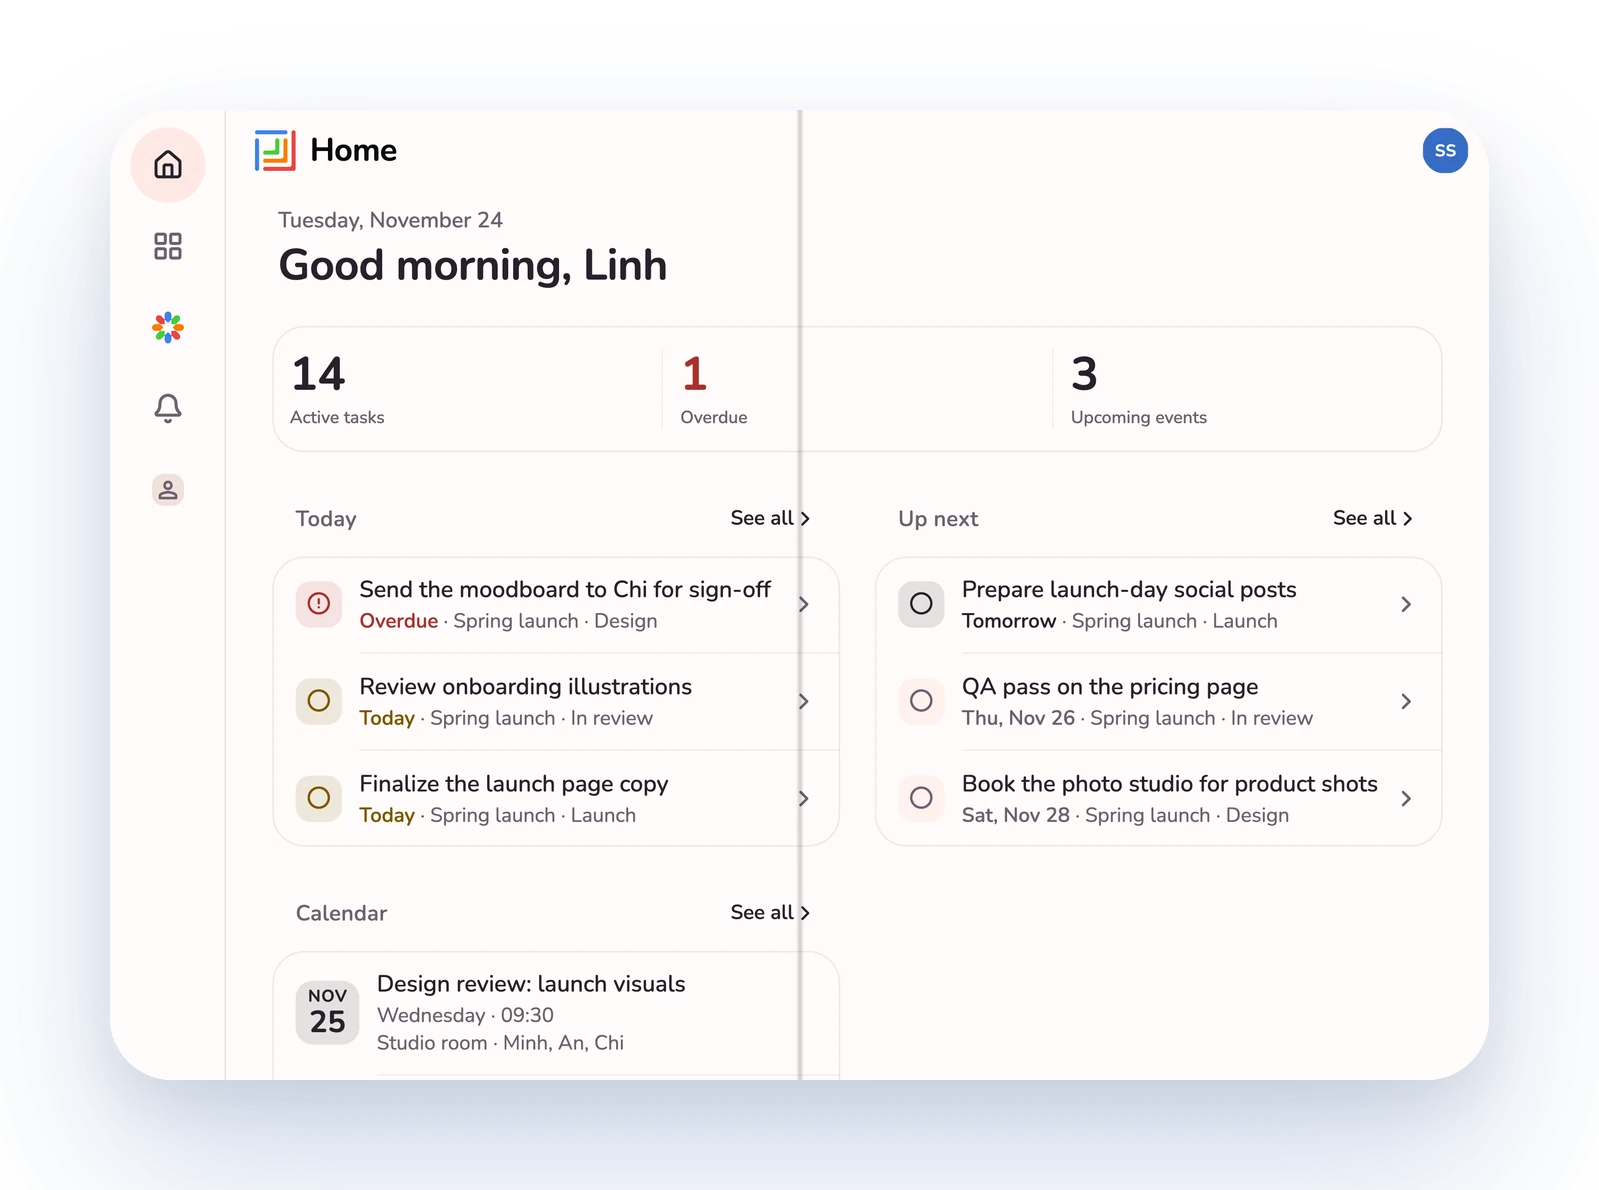 Home
SS
Tuesday, November 24
Good morning, Linh
14
Active tasks
1
Overdue
3
Upcoming events
Today
See all
Send the moodboard to Chi for sign-off
Overdue · Spring launch · Design
Review onboarding illustrations
Today · Spring launch · In review
Finalize the launch page copy
Today · Spring launch · Launch
Up next
See all
Prepare launch-day social posts
Tomorrow · Spring launch · Launch
QA pass on the pricing page
Thu, Nov 26 · Spring launch · In review
Book the photo studio for product shots
Sat, Nov 28 · Spring launch · Design
Calendar
See all
NOV
25
Design review: launch visuals
Wednesday · 09:30
Studio room · Minh, An, Chi